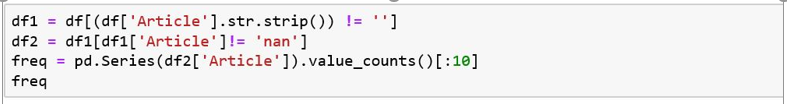 df1 = df[(df['Article'].str.strip()) != '']
df2 = df1[df1['Article']!= 'nan']
freq = pd.Series(df2['Article']).value_counts()[:10]
freq